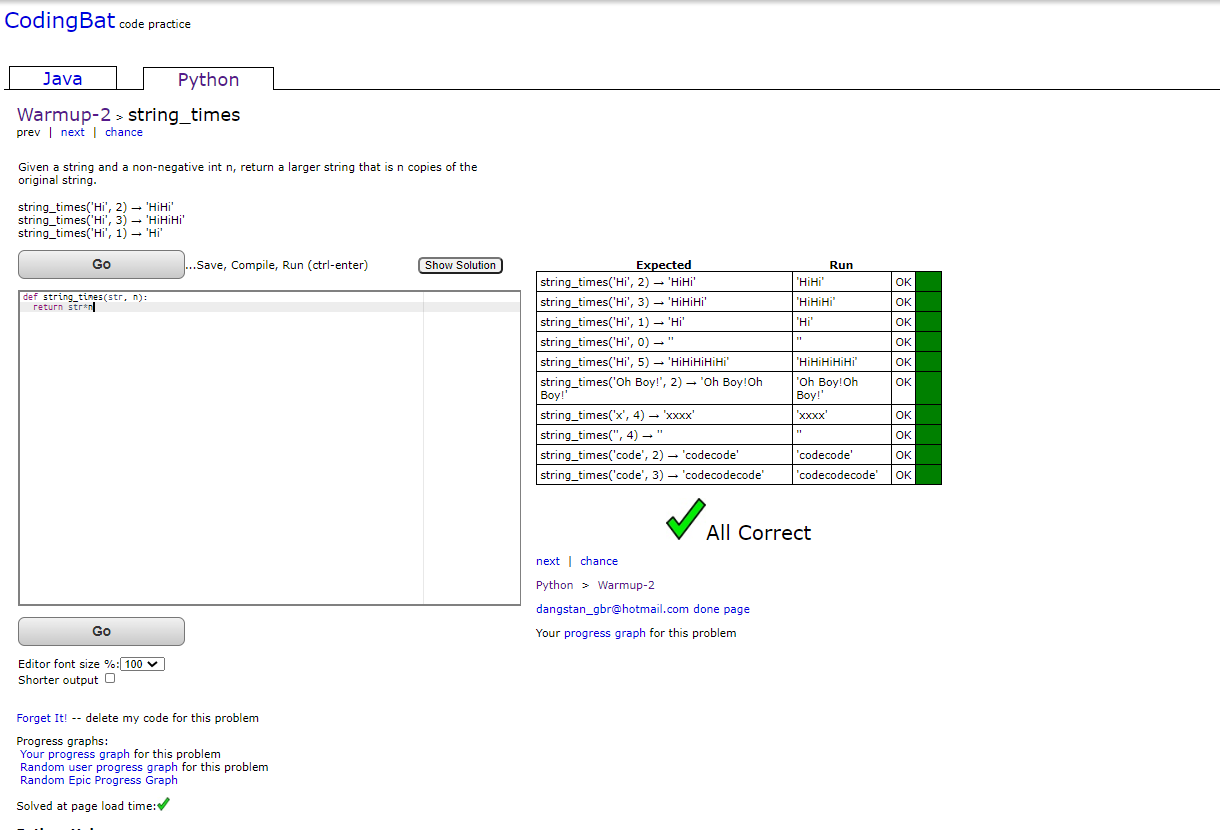 CodingBat code practice
Java
Python
Warmup-2 > string_times
prev | next | chance
Given a string and a non-negative int n, return a larger string that is n copies of the
original string.
string_times('Hi', 2) → 'HiHi'
string_times('Hi', 3) → 'HiHiHi'
string_times('Hi', 1) → 'Hi'
Go
...Save, Compile, Run (ctrl-enter)
Show Solution
def string_times(str, n):
return str*n
Expected
Run
string_times('Hi', 2) → 'HiHi'
'HiHi'
OK
string_times('Hi', 3) → 'HiHiHi'
'HiHiHi'
OK
string_times('Hi', 1) → 'Hi'
'Hi'
OK
string_times('Hi', 0) → ''
''
OK
string_times('Hi', 5) → 'HiHiHiHiHi'
'HiHiHiHiHi'
OK
string_times('Oh Boy!', 2) → 'Oh Boy!Oh
Boy!'
'Oh Boy!Oh
Boy!'
OK
string_times('x', 4) → 'xxxx'
'xxxx'
OK
string_times('', 4) → ''
''
OK
string_times('code', 2) → 'codecode'
'codecode'
OK
string_times('code', 3) → 'codecodecode'
'codecodecode'
OK
All Correct
next | chance
Python > Warmup-2
dangstan_gbr@hotmail.com done page
Your progress graph for this problem
Go
Editor font size %: 100
Shorter output
Forget It! -- delete my code for this problem
Progress graphs:
Your progress graph for this problem
Random user progress graph for this problem
Random Epic Progress Graph
Solved at page load time: